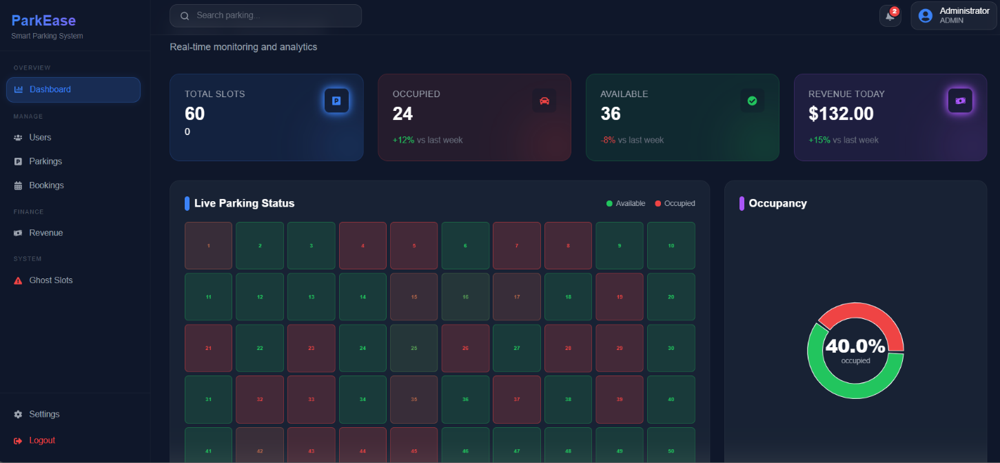 ParkEase
Smart Parking System
OVERVIEW
Dashboard
MANAGE
Users
Parkings
Bookings
FINANCE
Revenue
SYSTEM
Ghost Slots
Settings
Logout
Search parking...
2
Administrator
ADMIN
Real-time monitoring and analytics
TOTAL SLOTS
60
0
P
OCCUPIED
24
+12% vs last week
AVAILABLE
36
-8% vs last week
REVENUE TODAY
$132.00
+15% vs last week
Live Parking Status
Available Occupied
1 2 3 4 5 6 7 8 9 10
11 12 13 14 15 16 17 18 19 20
21 22 23 24 25 26 27 28 29 30
31 32 33 34 35 36 37 38 39 40
41 42 43 44 45 46 47 48 49 50
Occupancy
40.0%
occupied